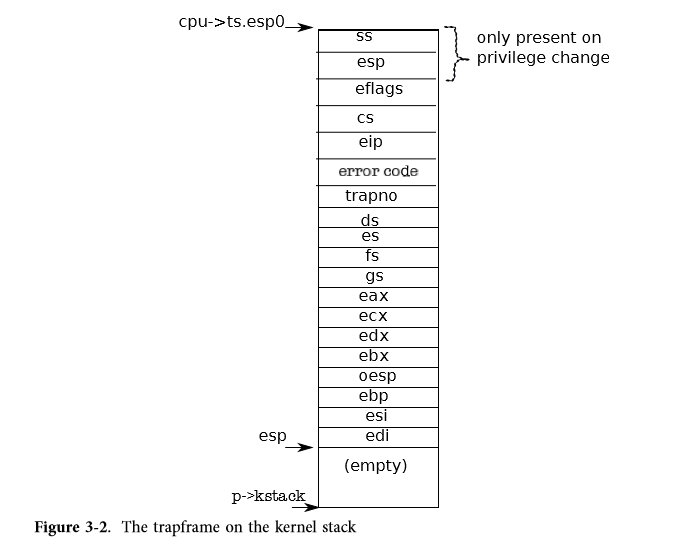 cpu->ts.esp0
ss
only present on
privilege change
esp
eflags
cs
eip
error code
trapno
ds
es
fs
gs
eax
ecx
edx
ebx
oesp
ebp
esi
esp
edi
(empty)
p->kstack
Figure 3-2. The trapframe on the kernel stack